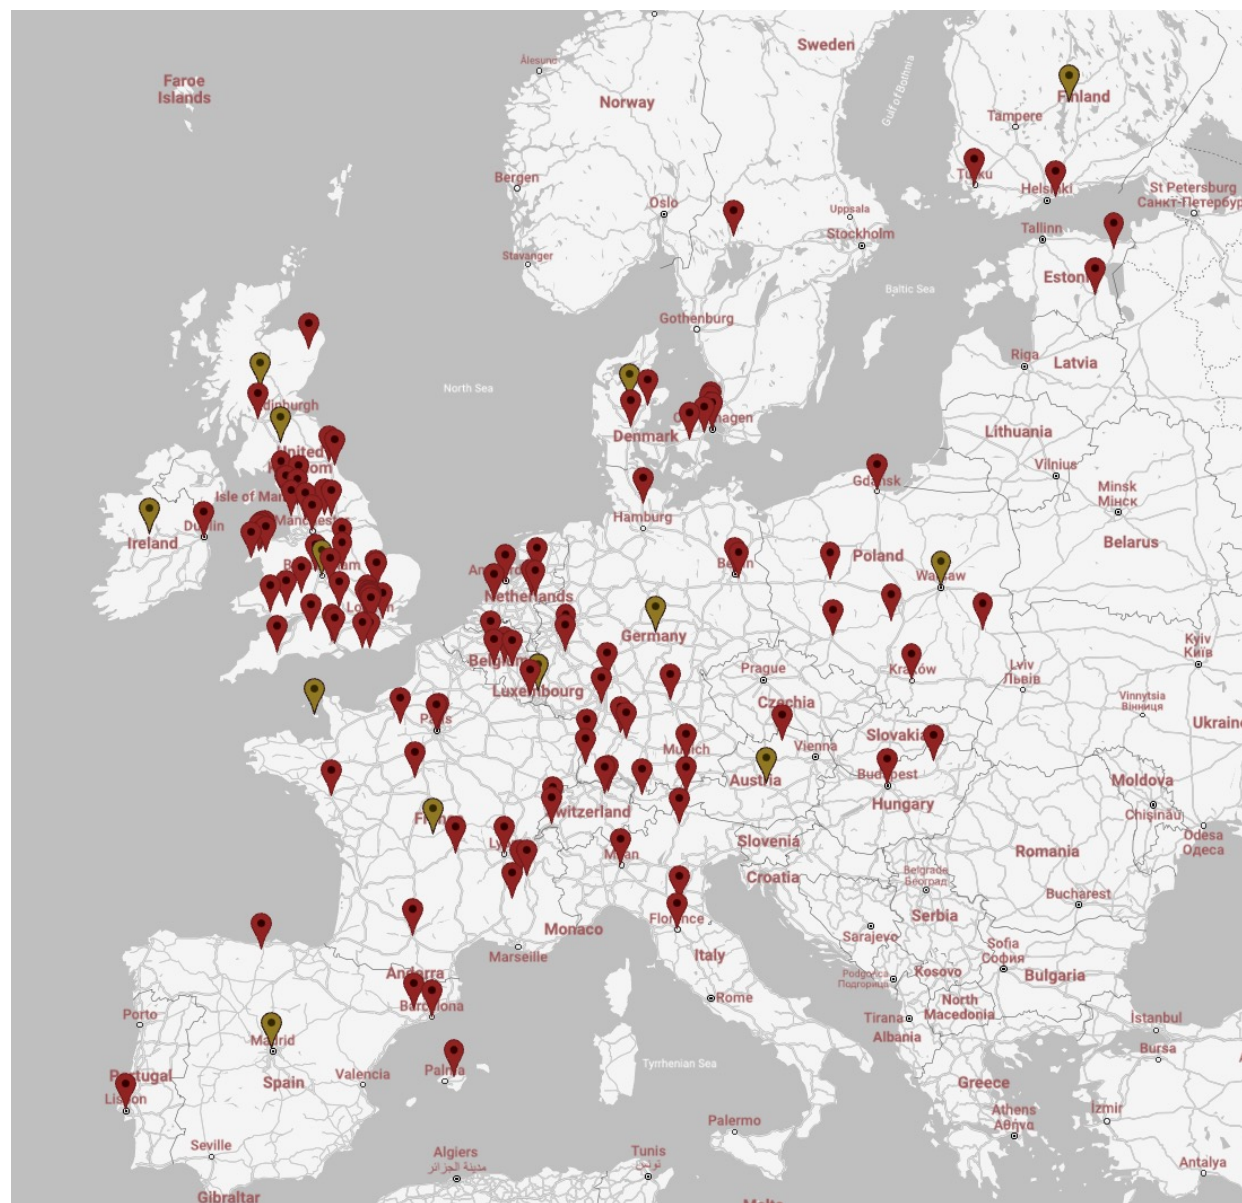 Sweden
Faroe
Islands
Ålesund
Norway
Gulf of Bothnia
Finland
Tampere
Bergen
Turku
Helsinki
St Petersburg
Санкт-Петербур
Oslo
Uppsala
Stockholm
Tallinn
Stavanger
Estoni
Baltic Sea
Gothenburg
Riga
Latvia
North Sea
Edinburgh
Denmark
Lithuania
United
Kingdom
Vilnius
Gdańsk
Minsk
Мінск
Isle of Man
Manchester
Dublin
Ireland
Hamburg
Belarus
Poland
Berlin
Warsaw
Netherlands
London
Germany
Belgium
Kyiv
Київ
Prague
Kraków
Lviv
Львів
Luxembourg
Czechia
Vinnytsia
Вінниця
Paris
Ukraine
Slovakia
Munich
Vienna
Austria
Budapest
Moldova
Hungary
Chișinău
Switzerland
Odesa
Одеса
Milan
Slovenia
Romania
Croatia
Belgrade
Београд
Bucharest
Florence
Serbia
Monaco
Sarajevo
Marseille
Italy
Sofia
София
Andorra
Kosovo
Bulgaria
Podgorica
Подгорица
Barcelona
Rome
North
Macedonia
Porto
Tirana
İstanbul
Albania
Madrid
Bursa
Tyrrhenian Sea
Portugal
Palma
Valencia
Spain
Greece
Lisbon
Athens
Αθήνα
İzmir
Palermo
Seville
Algiers
مدينة الجزائر
Tunis
تونس
Antalya
Gibraltar
Malta